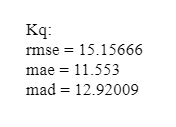 Kq:
rmse = 15.15666
mae = 11.553
mad = 12.92009